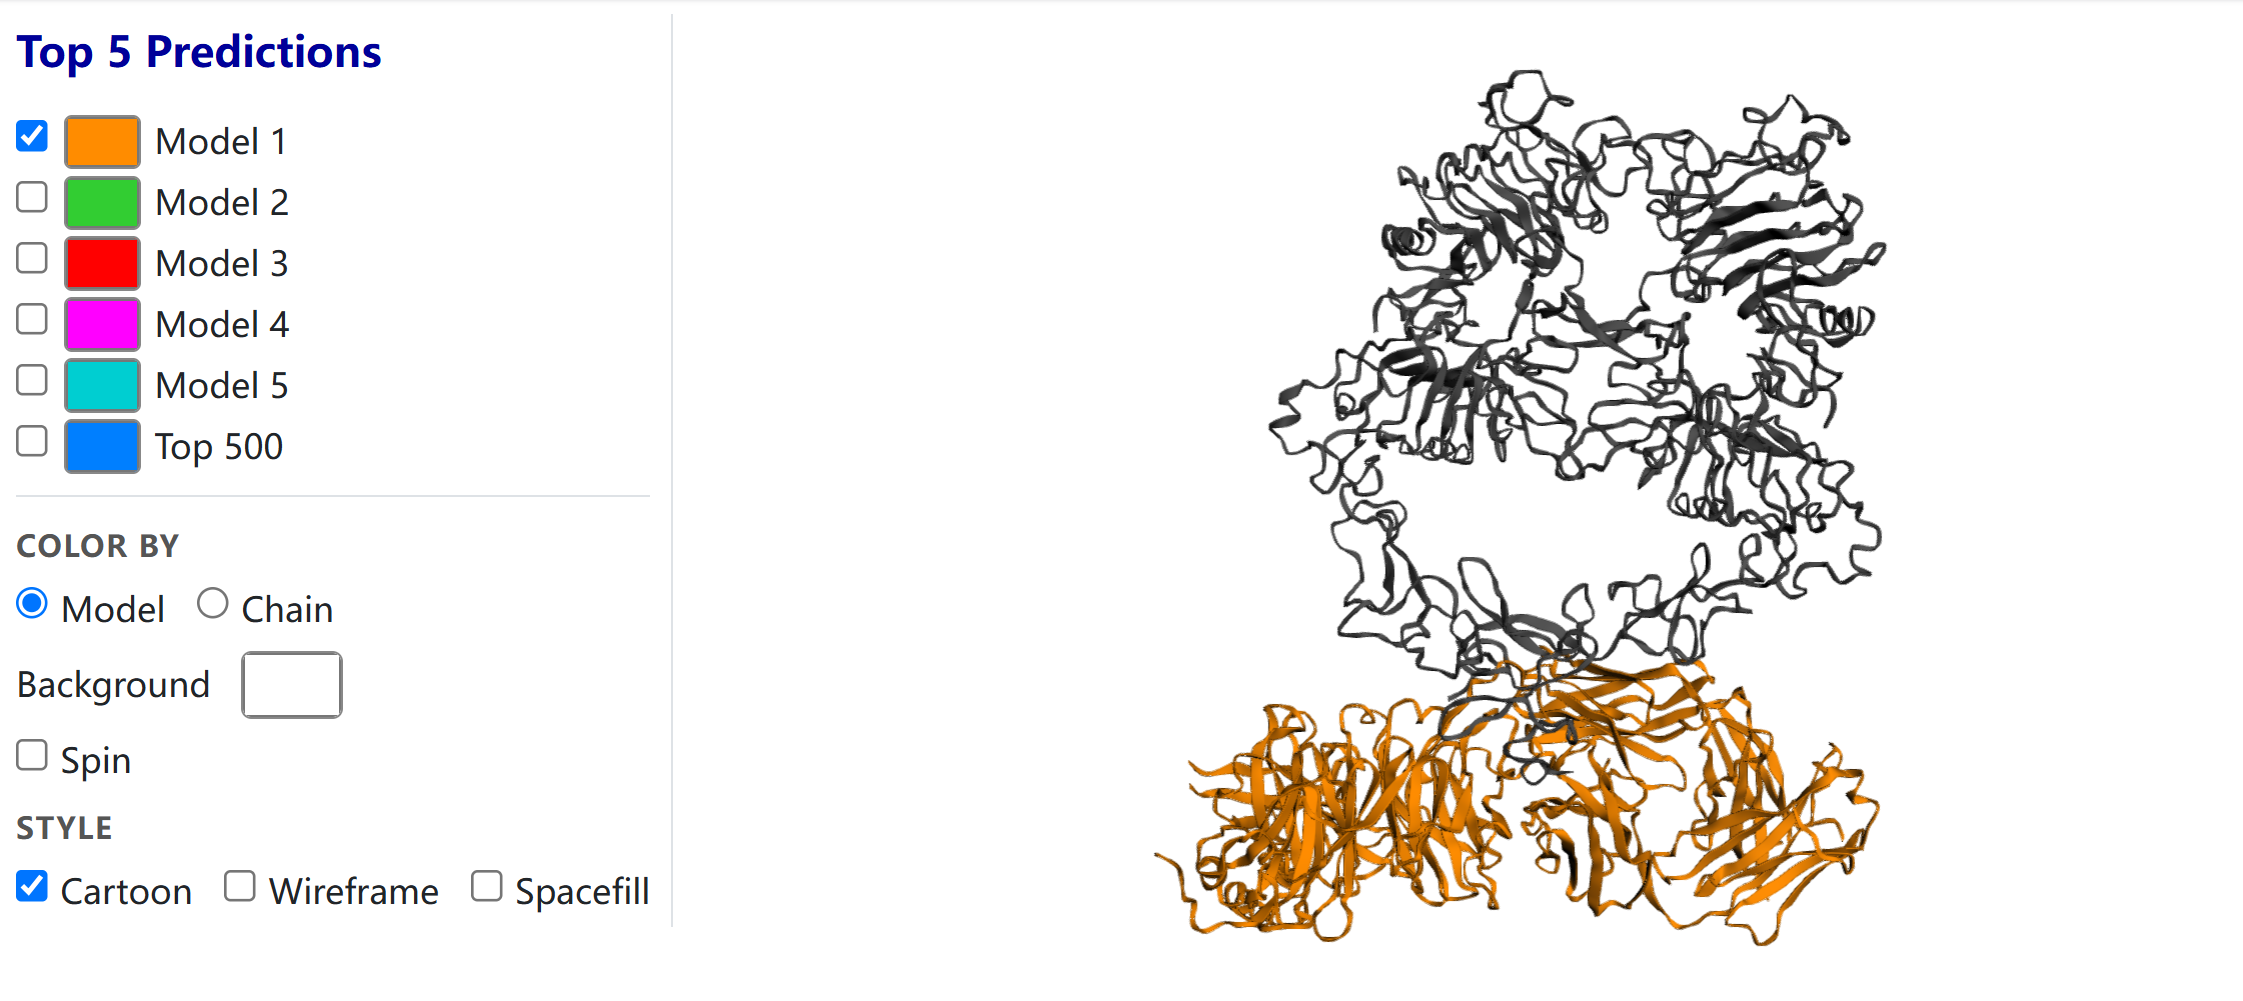 Top 5 Predictions
Model 1
Model 2
Model 3
Model 4
Model 5
Top 500
COLOR BY
Model Chain
Background
Spin
STYLE
Cartoon Wireframe Spacefill